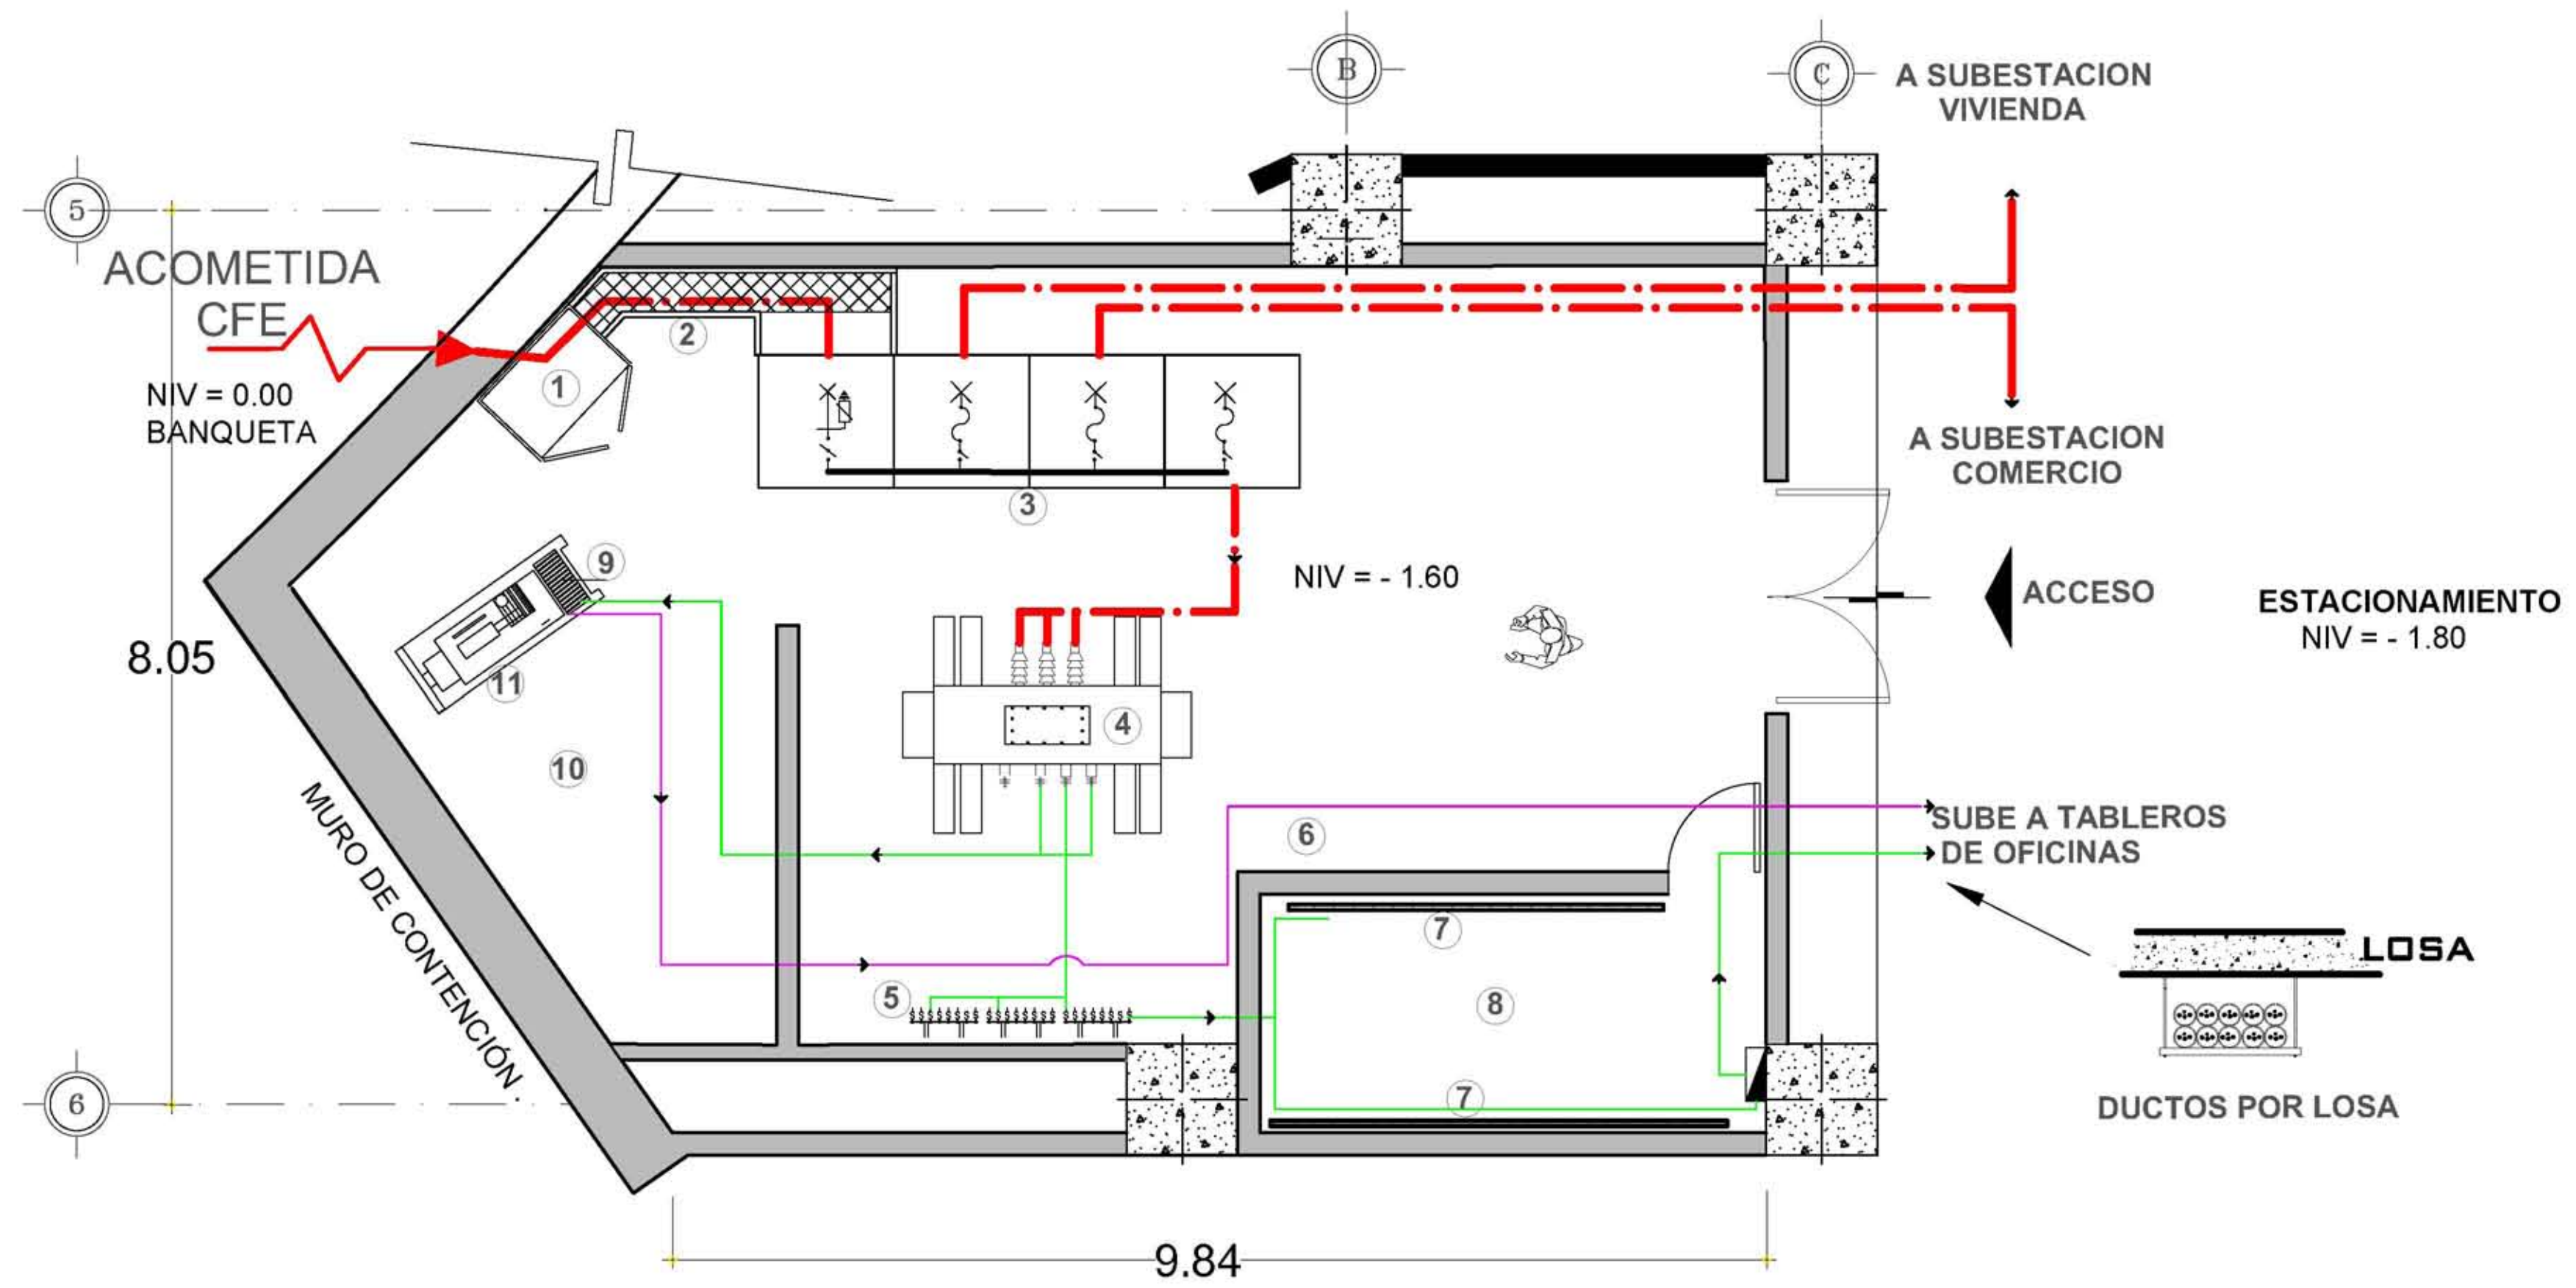 B
C
A SUBESTACION
VIVIENDA
5
ACOMETIDA
CFE
NIV = 0.00
BANQUETA
1
2
A SUBESTACION
COMERCIO
3
9
NIV = - 1.60
ACCESO
ESTACIONAMIENTO
NIV = - 1.80
8.05
11
4
10
MURO DE CONTENCIÓN.
6
SUBE A TABLEROS
DE OFICINAS
7
LOSA
5
8
6
7
DUCTOS POR LOSA
9.84